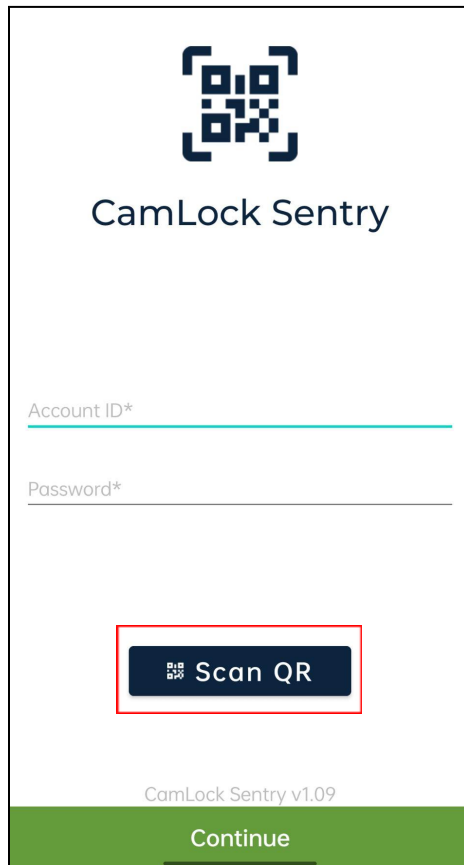 CamLock Sentry
Account ID*
Password*
Scan QR
CamLock Sentry v1.09
Continue